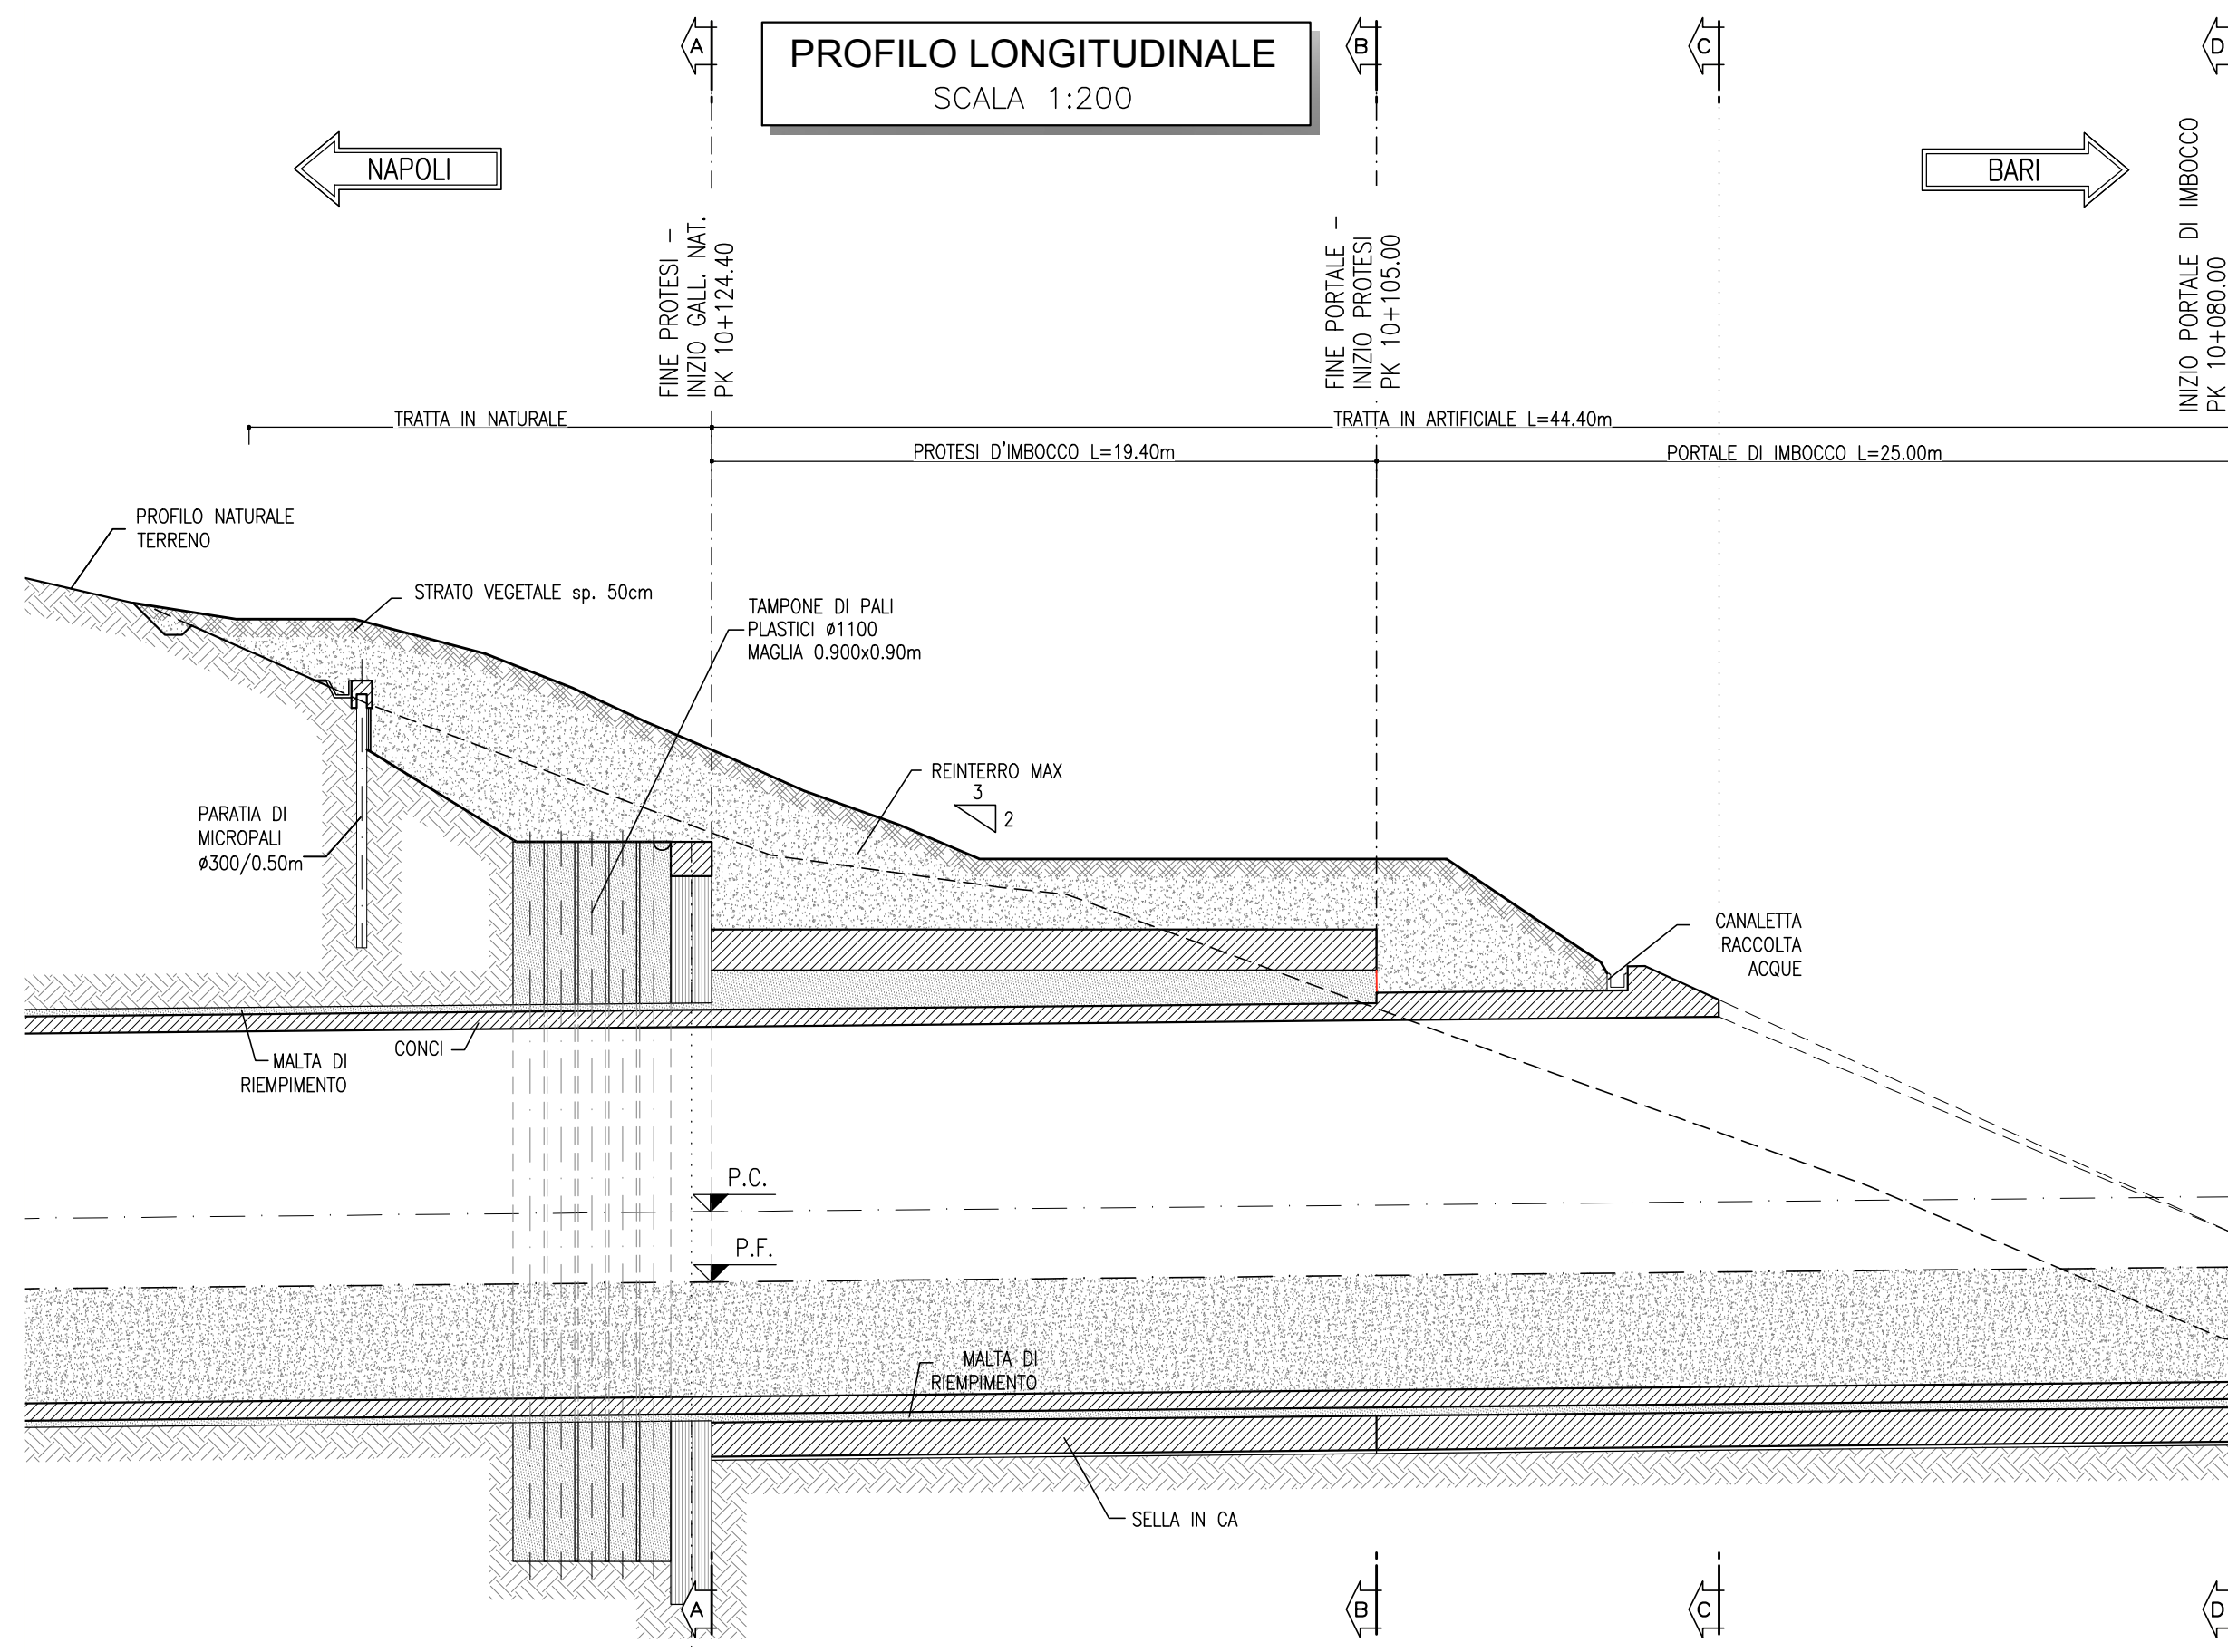 A
PROFILO LONGITUDINALE
SCALA 1:200
B
C
D
NAPOLI
BARI
FINE PROTESI –
INIZIO GALL. NAT.
PK 10+124.40
FINE PORTALE –
INIZIO PROTESI
PK 10+105.00
INIZIO PORTALE DI IMBOCCO
PK 10+080.00
TRATTA IN NATURALE
TRATTA IN ARTIFICIALE L=44.40m
PROTESI D'IMBOCCO L=19.40m
PORTALE DI IMBOCCO L=25.00m
PROFILO NATURALE
TERRENO
STRATO VEGETALE sp. 50cm
TAMPONE DI PALI
PLASTICI ø1100
MAGLIA 0.900x0.90m
REINTERRO MAX
3
2
PARATIA DI
MICROPALI
ø300/0.50m
CANALETTA
RACCOLTA
ACQUE
CONCI
MALTA DI
RIEMPIMENTO
P.C.
P.F.
MALTA DI
RIEMPIMENTO
SELLA IN CA
A
B
C
D